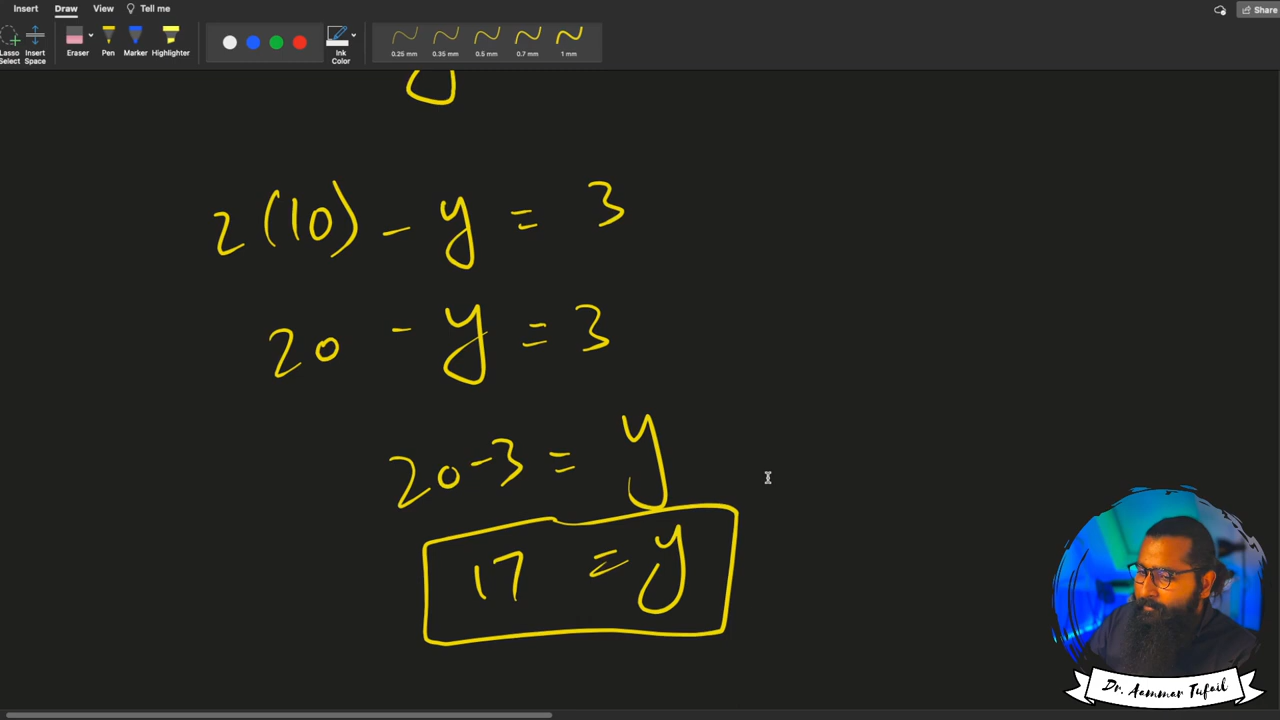 Insert Draw View Tell me Share
Lasso Select Insert Space Eraser Pen Marker Highlighter Ink Color 0.25 mm 0.35 mm 0.5 mm 0.7 mm 1 mm
y
2(10) - y = 3
20 - y = 3
20-3 = y
17 = y
Dr. Aammar Tufail